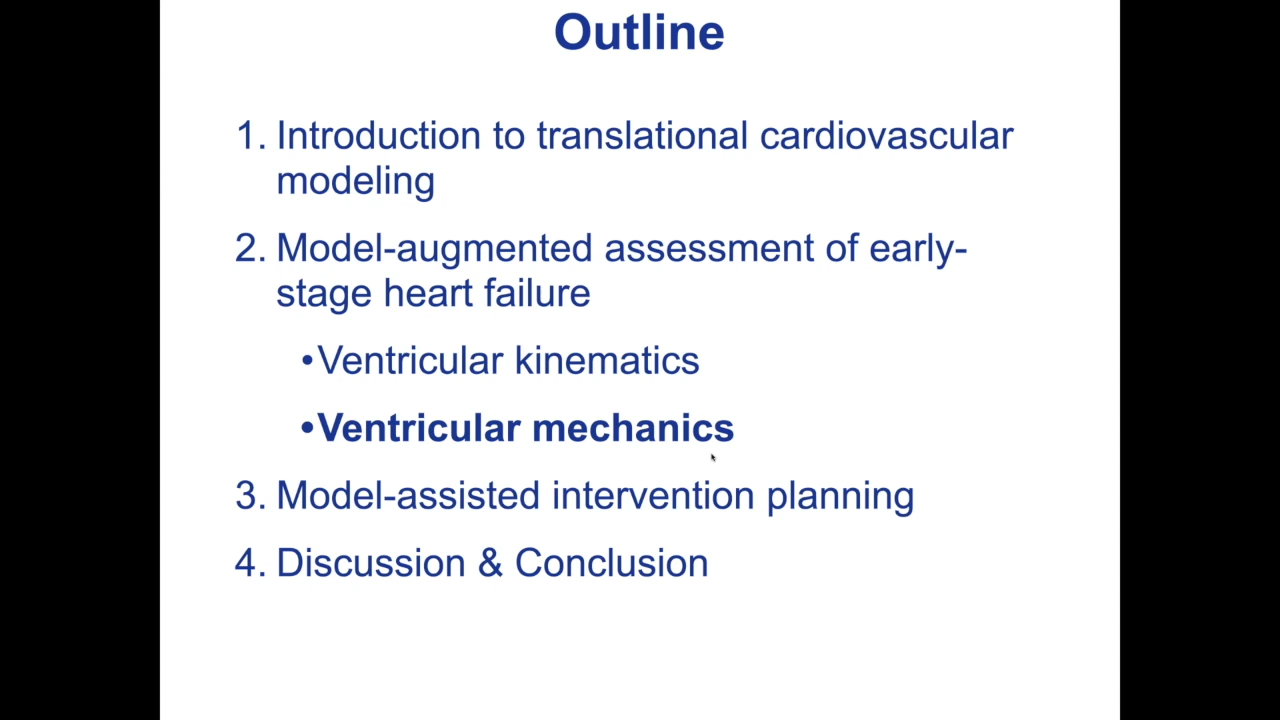 Outline
1. Introduction to translational cardiovascular
modeling
2. Model-augmented assessment of early-
stage heart failure
•Ventricular kinematics
•Ventricular mechanics
3. Model-assisted intervention planning
4. Discussion & Conclusion